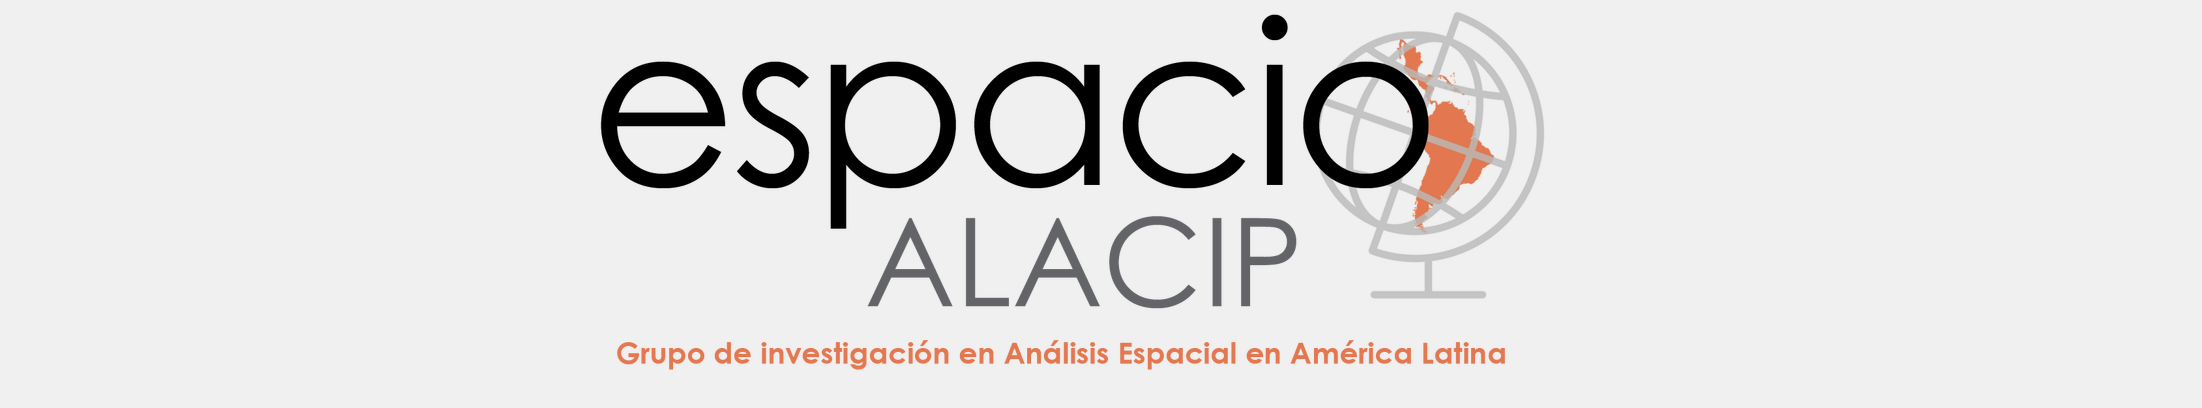 espacio
ALACIP
Grupo de investigación en Análisis Espacial en América Latina